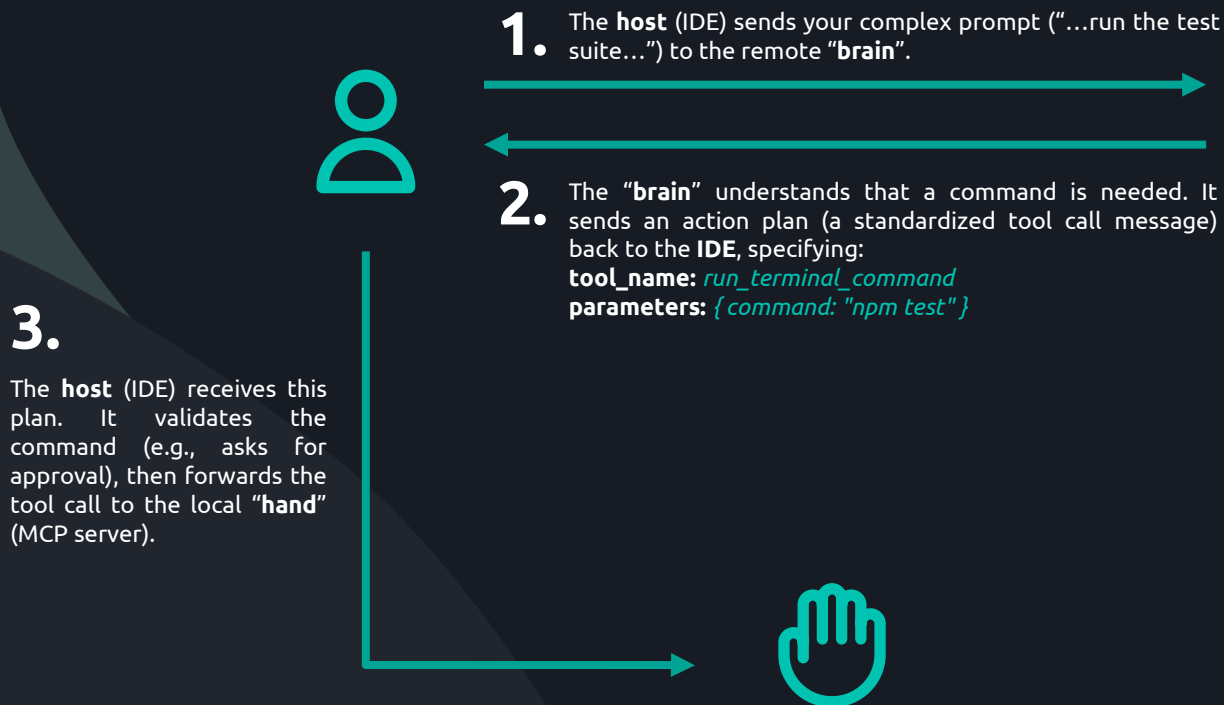 1.
The host (IDE) sends your complex prompt (“…run the test
suite…”) to the remote “brain”.
2.
The “brain” understands that a command is needed. It
sends an action plan (a standardized tool call message)
back to the IDE, specifying:
tool_name: run_terminal_command
parameters: { command: "npm test" }
3.
The host (IDE) receives this
plan. It validates the
command (e.g., asks for
approval), then forwards the
tool call to the local “hand”
(MCP server).